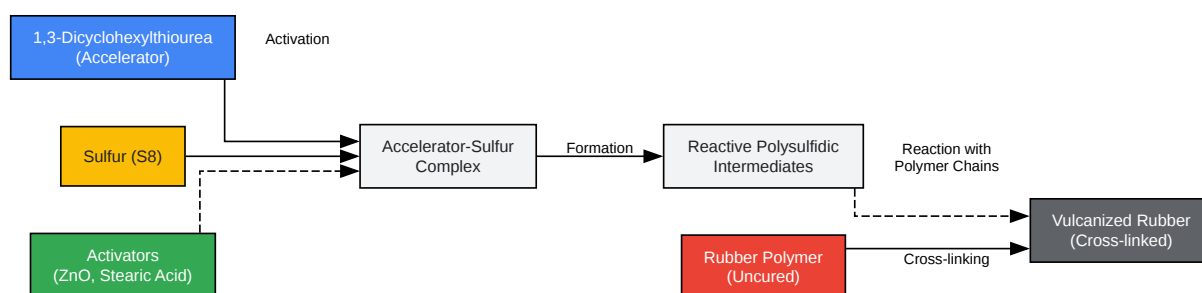 1,3-Dicyclohexylthiourea
(Accelerator)
Activation
Sulfur (S8)
Accelerator-Sulfur
Complex
Formation
Reactive Polysulfidic
Intermediates
Reaction with
Polymer Chains
Activators
(ZnO, Stearic Acid)
Rubber Polymer
(Uncured)
Cross-linking
Vulcanized Rubber
(Cross-linked)